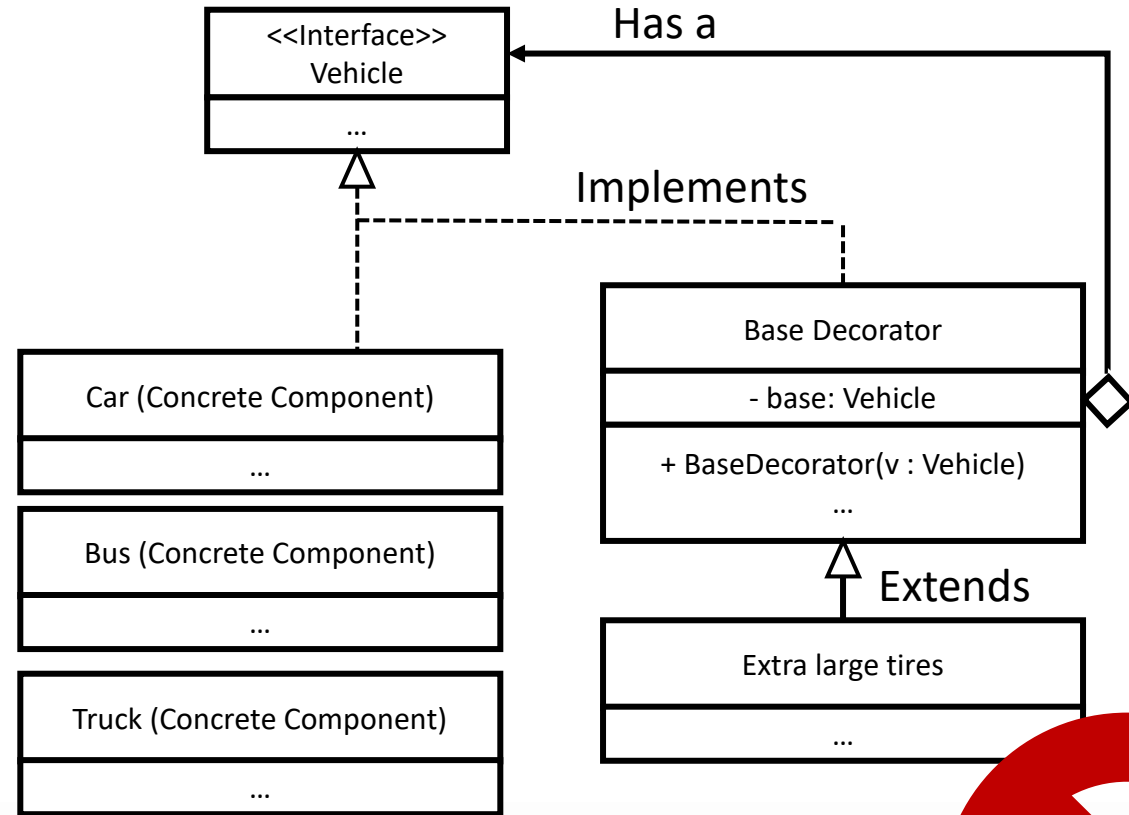 Has a
<<Interface>>
Vehicle
...
Implements
Base Decorator
- base: Vehicle
+ BaseDecorator(v : Vehicle)
...
Car (Concrete Component)
...
Bus (Concrete Component)
...
Truck (Concrete Component)
...
Extends
Extra large tires
...